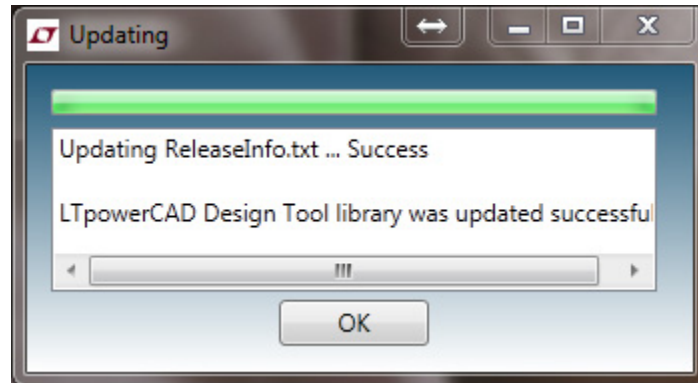 Updating
Updating ReleaseInfo.txt ... Success
LTpowerCAD Design Tool library was updated successful
OK